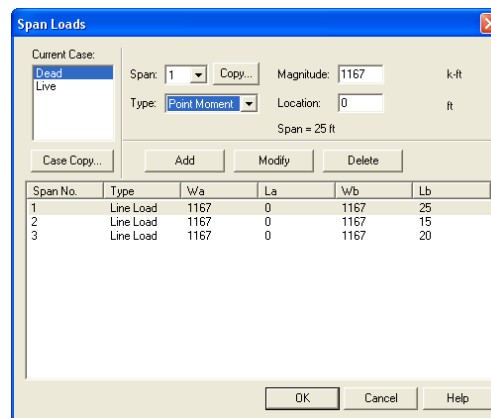 Span Loads
Current Case:
Dead
Live
Span: 1 Copy... Magnitude: 1167 k-ft
Type: Point Moment Location: 0 ft
Span = 25 ft
Case Copy... Add Modify Delete
Span No. Type Wa La Wb Lb
1 Line Load 1167 0 1167 25
2 Line Load 1167 0 1167 15
3 Line Load 1167 0 1167 20
OK Cancel Help